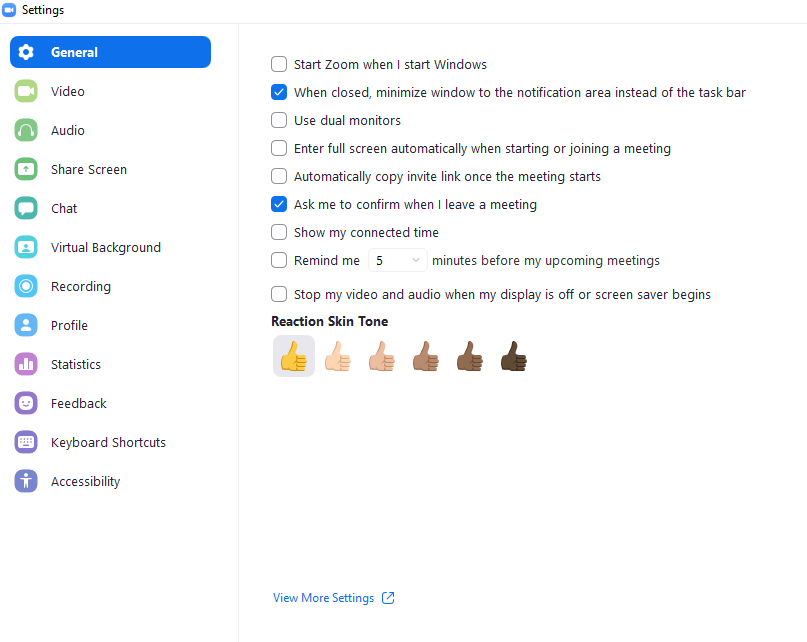 Settings
General
Video
Audio
Share Screen
Chat
Virtual Background
Recording
Profile
Statistics
Feedback
Keyboard Shortcuts
Accessibility
Start Zoom when I start Windows
When closed, minimize window to the notification area instead of the task bar
Use dual monitors
Enter full screen automatically when starting or joining a meeting
Automatically copy invite link once the meeting starts
Ask me to confirm when I leave a meeting
Show my connected time
Remind me 5 minutes before my upcoming meetings
Stop my video and audio when my display is off or screen saver begins
Reaction Skin Tone
View More Settings